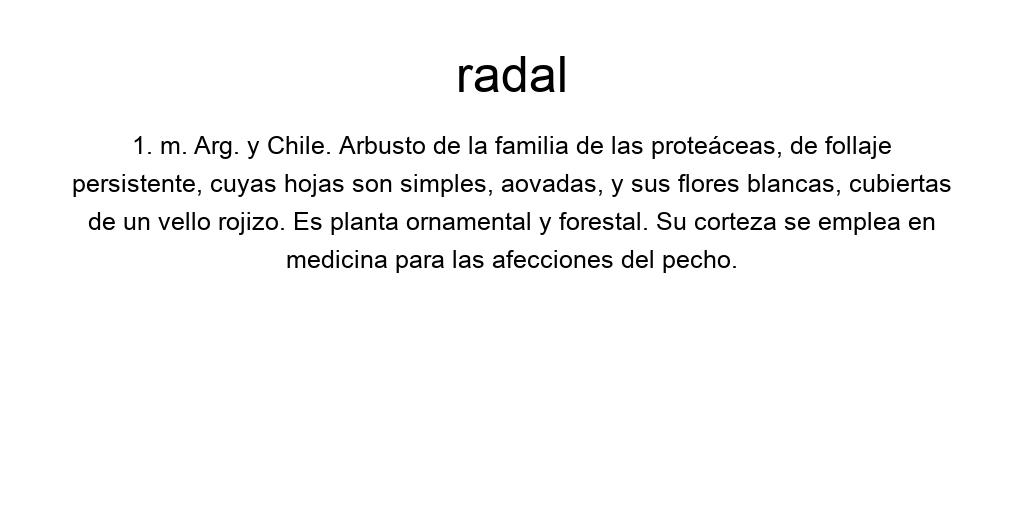 radal
1. m. Arg. y Chile. Arbusto de la familia de las proteáceas, de follaje
persistente, cuyas hojas son simples, aovadas, y sus flores blancas, cubiertas
de un vello rojizo. Es planta ornamental y forestal. Su corteza se emplea en
medicina para las afecciones del pecho.